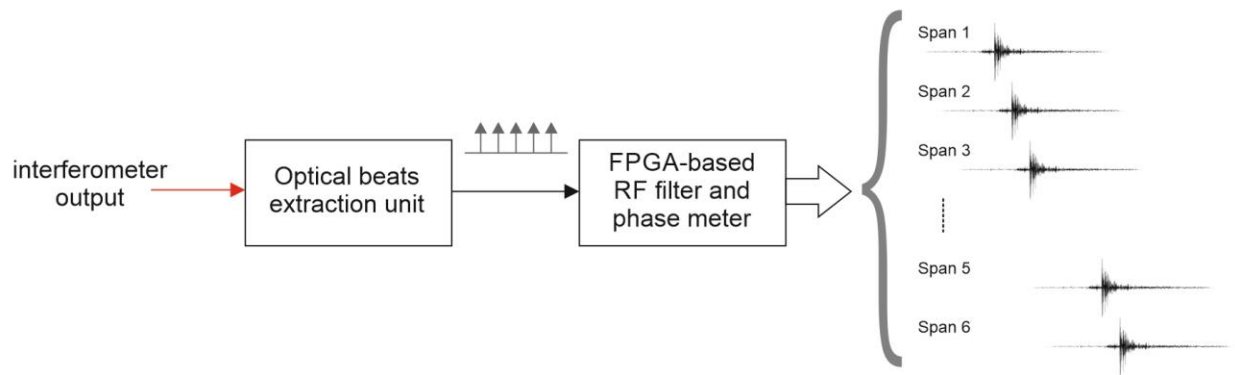 interferometer
output
Optical beats
extraction unit
FPGA-based
RF filter and
phase meter
Span 1
Span 2
Span 3
Span 5
Span 6